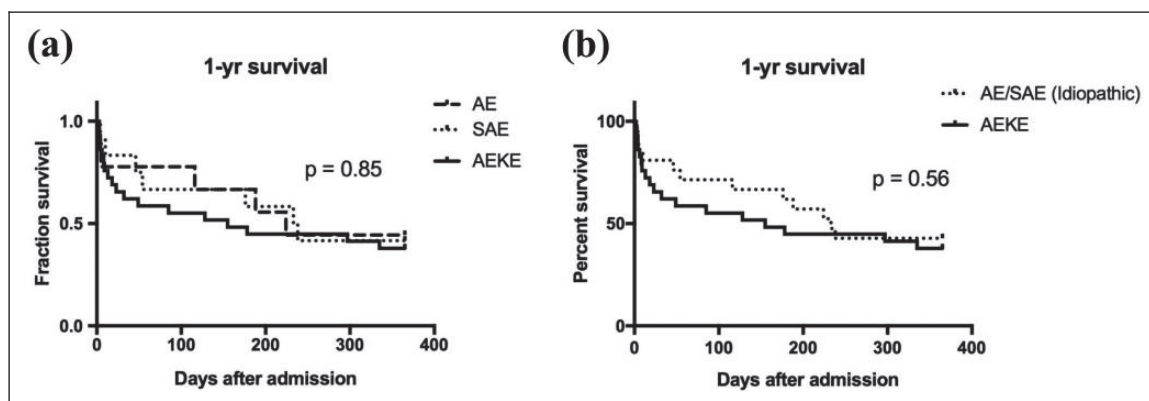 (a)
1-yr survival
AE
SAE
AEKE
p = 0.85
Fraction survival
1.0
0.5
0.0
0 100 200 300 400
Days after admission
(b)
1-yr survival
AE/SAE (Idiopathic)
AEKE
p = 0.56
Percent survival
100
50
0
0 100 200 300 400
Days after admission